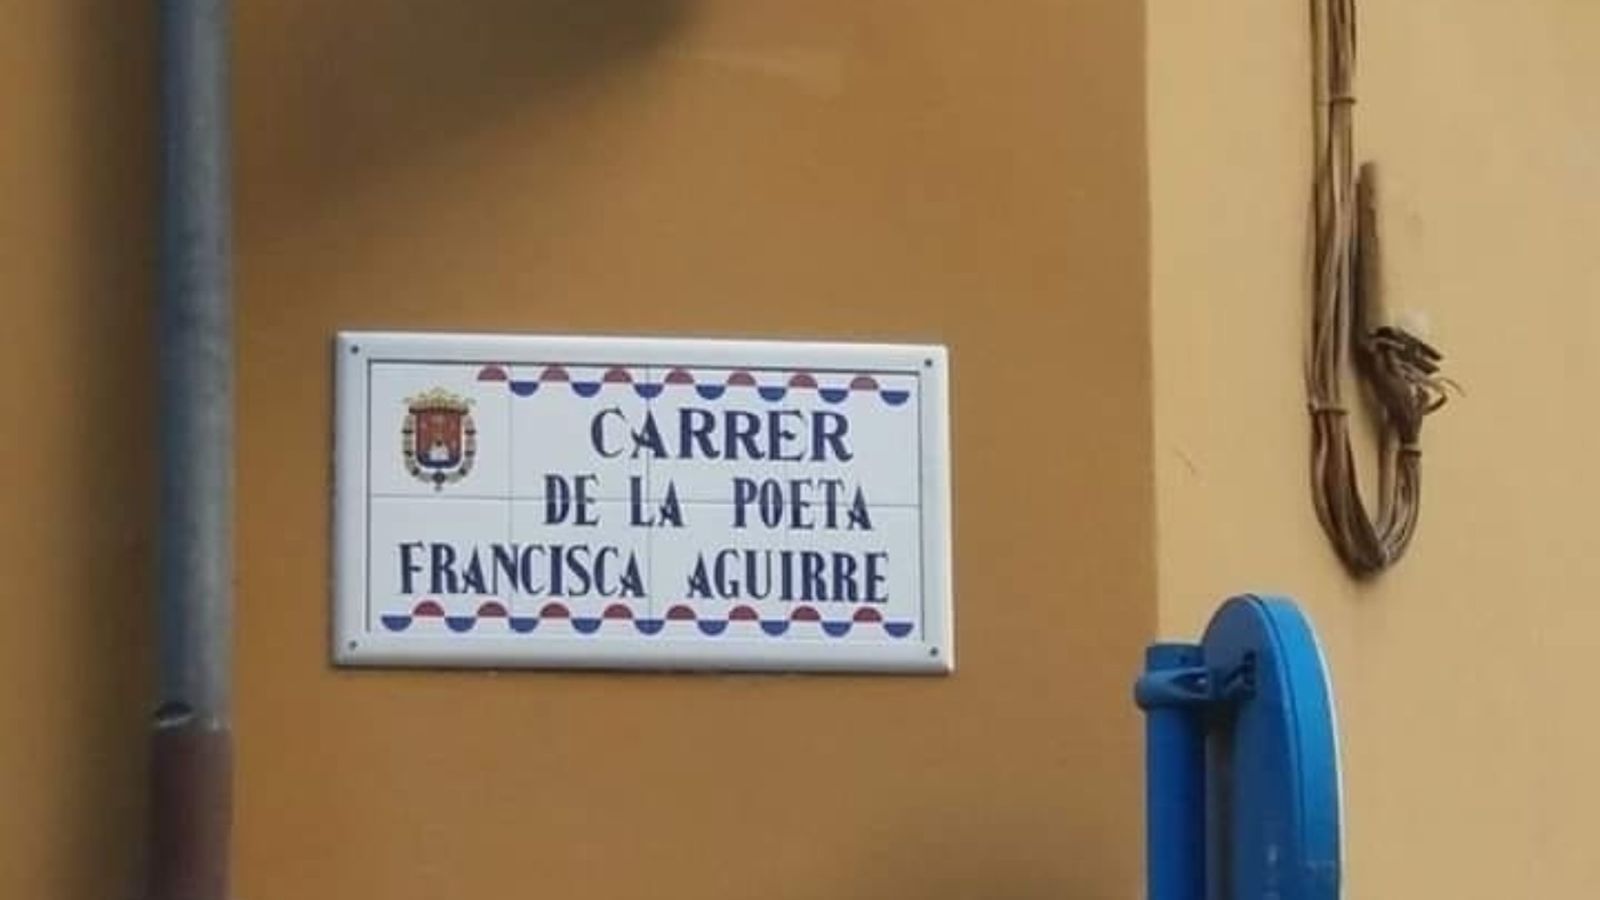 CARRER
DE LA POETA
FRANCISCA AGUIRRE